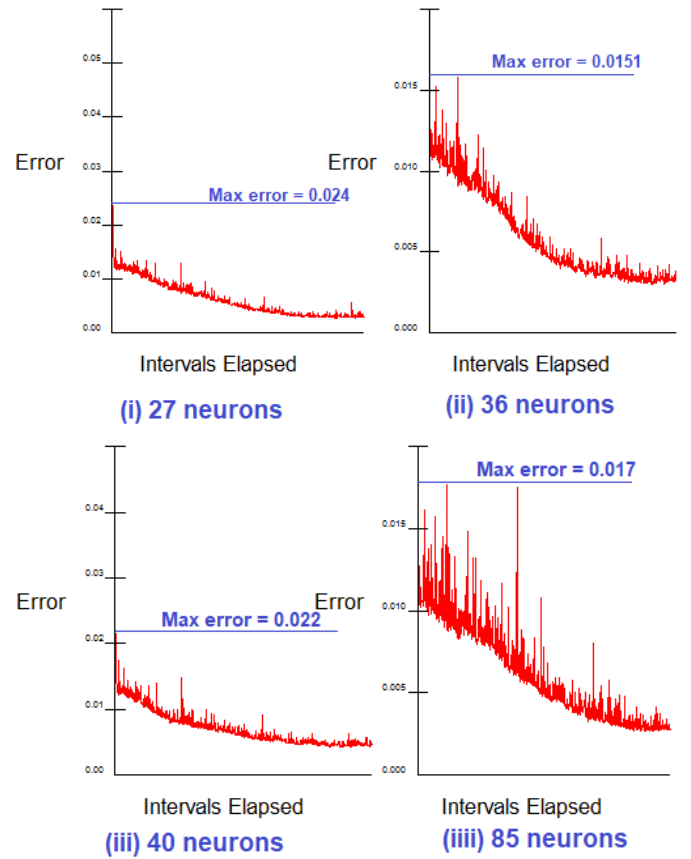 0.05
0.04
Error
0.03
Max error = 0.024
0.02
0.01
0.00
Intervals Elapsed
(i) 27 neurons
Max error = 0.0151
0.015
Error
0.010
0.005
0.000
Intervals Elapsed
(ii) 36 neurons
0.04
0.03
Error
Max error = 0.022
0.02
0.01
0.00
Intervals Elapsed
(iii) 40 neurons
Max error = 0.017
0.015
Error
0.010
0.005
0.000
Intervals Elapsed
(iiii) 85 neurons